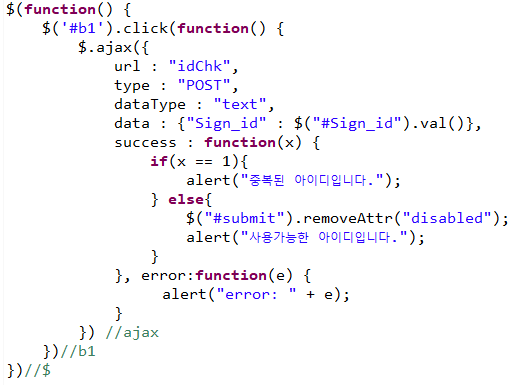 $(function() {
    $('#b1').click(function() {
        $.ajax({
            url : "idChk",
            type : "POST",
            dataType : "text",
            data : {"Sign_id" : $("#Sign_id").val()},
            success : function(x) {
                if(x == 1){
                    alert("중복된 아이디입니다.");
                } else{
                    $("#submit").removeAttr("disabled");
                    alert("사용가능한 아이디입니다.");
                }
            }, error:function(e) {
                 alert("error: " + e);
            }
        }) //ajax
    })//b1
})//$